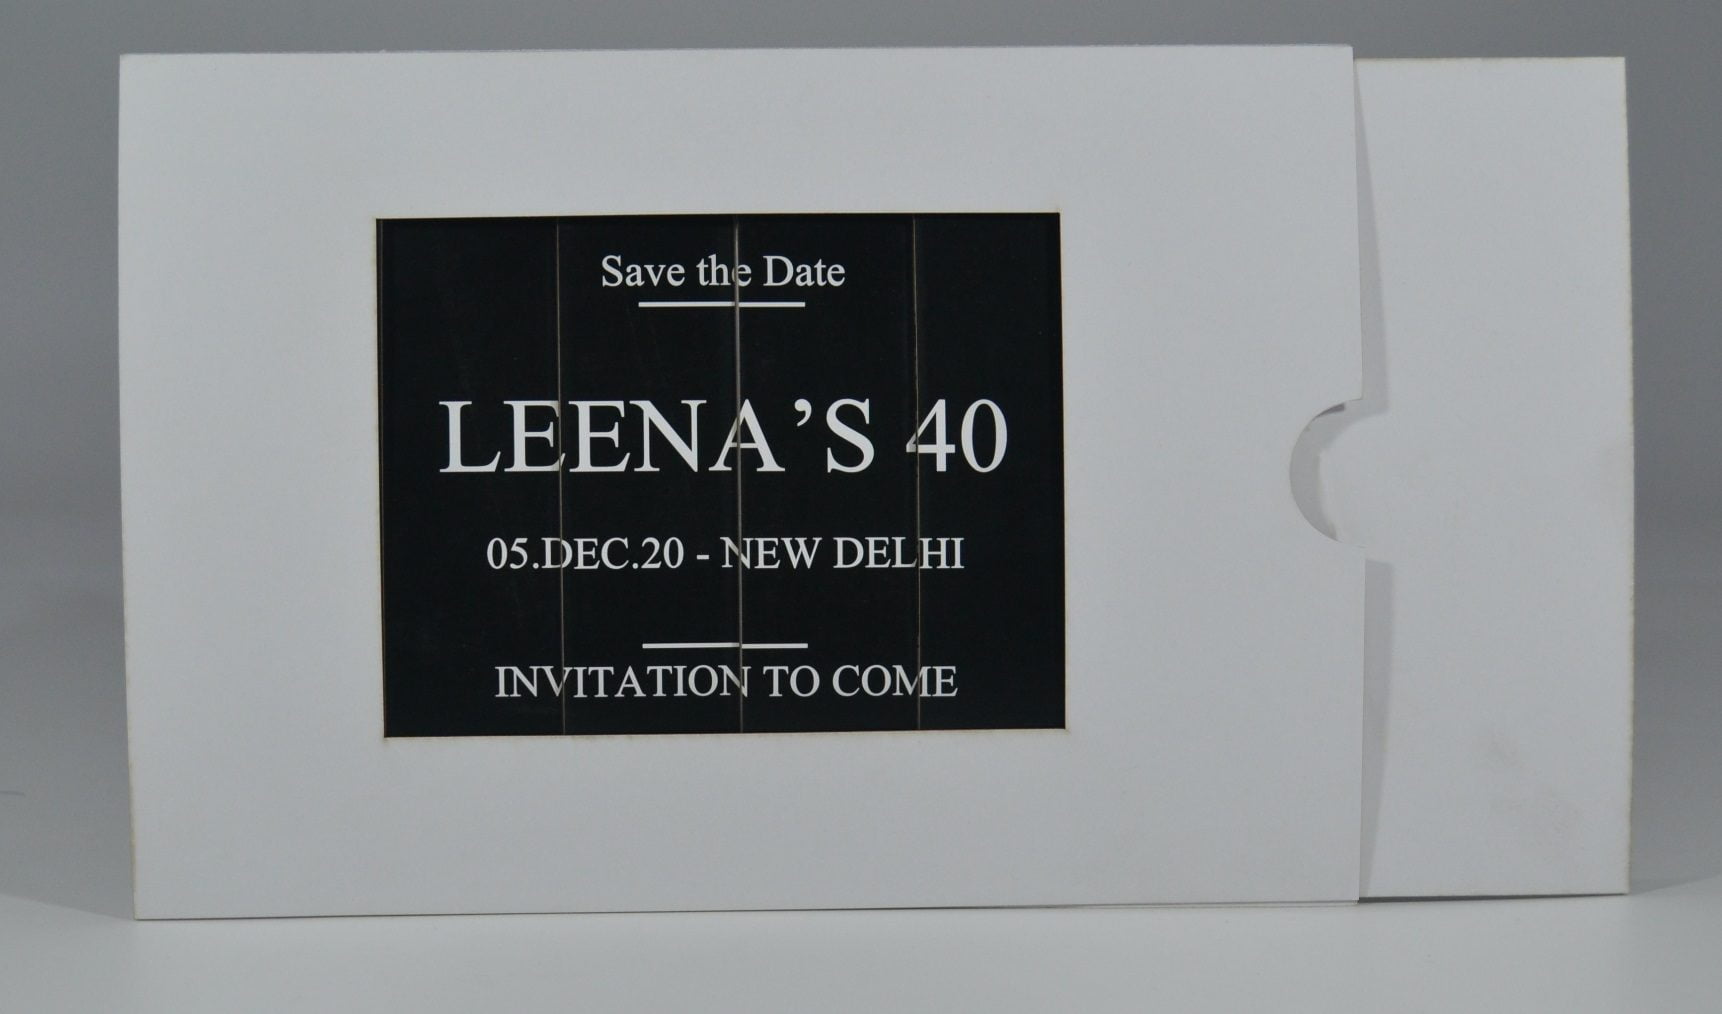 Save the Date
LEENA’S 40
05.DEC.20 - NEW DELHI
INVITATION TO COME